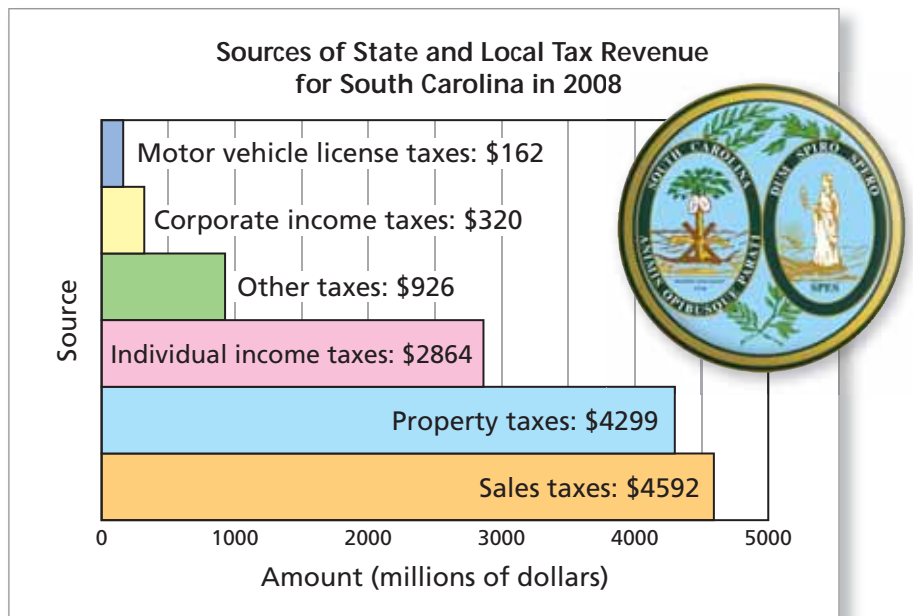 Sources of State and Local Tax Revenue
for South Carolina in 2008
Motor vehicle license taxes: $162
Corporate income taxes: $320
Other taxes: $926
Individual income taxes: $2864
Property taxes: $4299
Sales taxes: $4592
Source
0 1000 2000 3000 4000 5000
Amount (millions of dollars)
SOUTH CAROLINA
ANIMIS OPIBUSQUE PARATI
DUM SPIRO SPERO
SPES